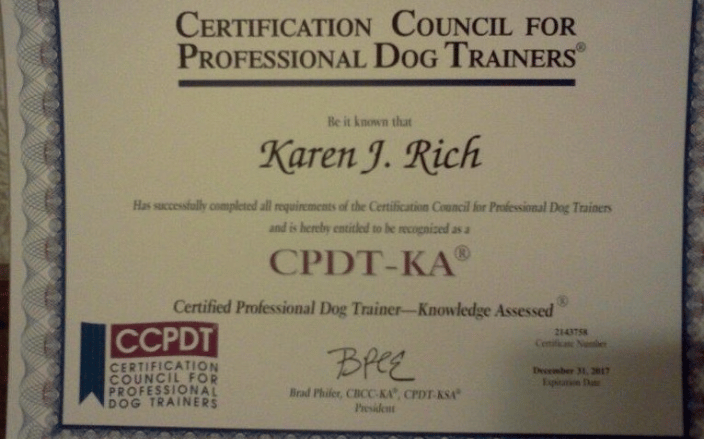 CERTIFICATION COUNCIL FOR
PROFESSIONAL DOG TRAINERS®
Be it known that
Karen J. Rich
Has successfully completed all requirements of the Certification Council for Professional Dog Trainers
and is hereby entitled to be recognized as a
CPDT-KA®
Certified Professional Dog Trainer—Knowledge Assessed®
CCPDT
CERTIFICATION
COUNCIL FOR
PROFESSIONAL
DOG TRAINERS
Brad Phifer, CBCC-KA®, CPDT-KSA®
President
2143758
Certificate Number
December 31, 2017
Expiration Date